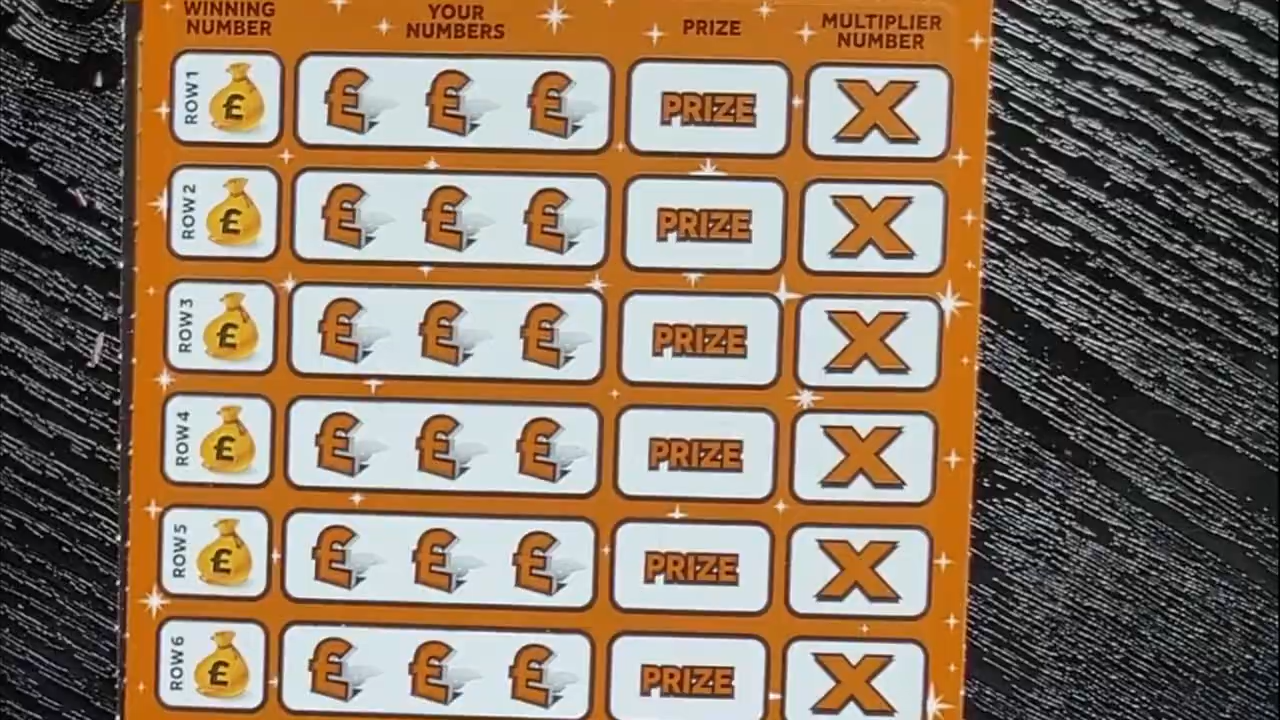 WINNING
NUMBER
YOUR
NUMBERS
PRIZE
MULTIPLIER
NUMBER
ROW 1 £ £ £ £ PRIZE X
ROW 2 £ £ £ £ PRIZE X
ROW 3 £ £ £ £ PRIZE X
ROW 4 £ £ £ £ PRIZE X
ROW 5 £ £ £ £ PRIZE X
ROW 6 £ £ £ £ PRIZE X